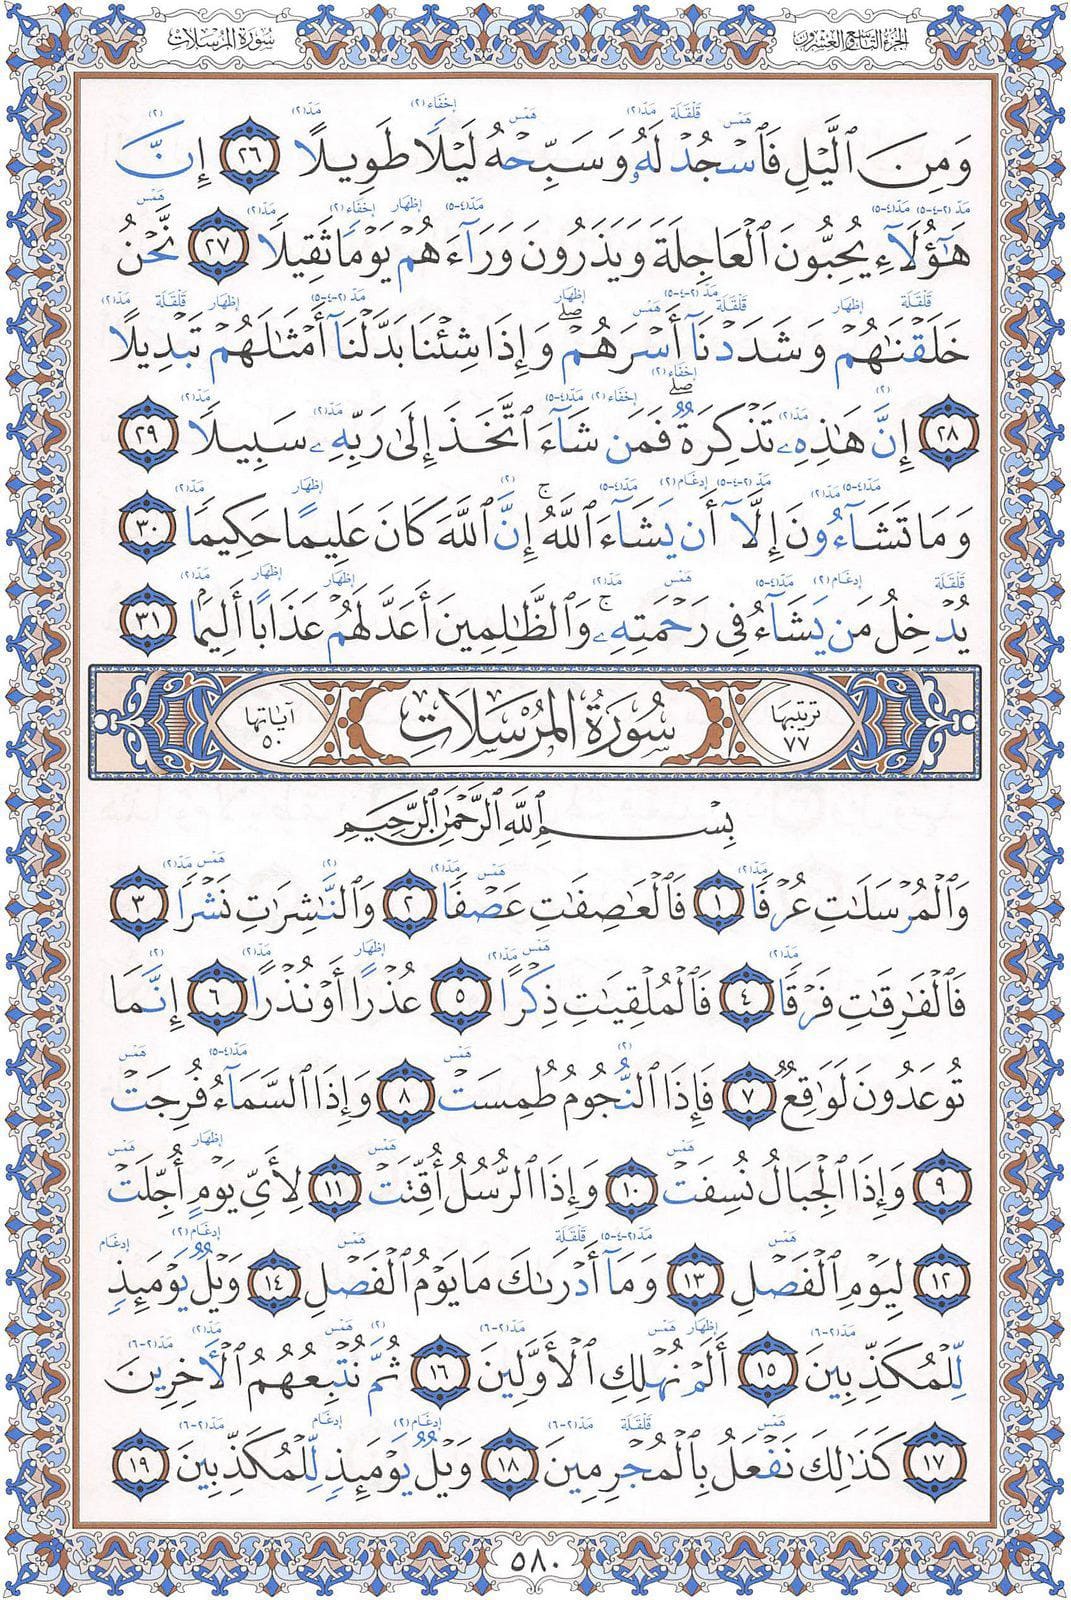 الجزء التاسع والعشرون
سورة المرسلات
وَمِنَ ٱلَّيۡلِ فَٱسۡجُدۡ لَهُۥ وَسَبِّحۡهُ لَيۡلٗا طَوِيلًا ٢٦ إِنَّ
هَٰٓؤُلَآءِ يُحِبُّونَ ٱلۡعَاجِلَةَ وَيَذَرُونَ وَرَآءَهُمۡ يَوۡمٗا ثَقِيلٗا ٢٧ نَّحۡنُ
خَلَقۡنَٰهُمۡ وَشَدَدۡنَآ أَسۡرَهُمۡۖ وَإِذَا شِئۡنَا بَدَّلۡنَآ أَمۡثَٰلَهُمۡ تَبۡدِيلًا
٢٨ إِنَّ هَٰذِهِۦ تَذۡكِرَةٞۖ فَمَن شَآءَ ٱتَّخَذَ إِلَىٰ رَبِّهِۦ سَبِيلٗا ٢٩
وَمَا تَشَآءُونَ إِلَّآ أَن يَشَآءَ ٱللَّهُۚ إِنَّ ٱللَّهَ كَانَ عَلِيمًا حَكِيمٗا ٣٠
يُدۡخِلُ مَن يَشَآءُ فِي رَحۡمَتِهِۦۚ وَٱلظَّٰلِمِينَ أَعَدَّ لَهُمۡ عَذَابًا أَلِيمَۢا ٣١
ترتيبها ٧٧
سُورَةُ المُرۡسَلَات
آياتها ٥٠
بِسۡمِ ٱللَّهِ ٱلرَّحۡمَٰنِ ٱلرَّحِيمِ
وَٱلۡمُرۡسَلَٰتِ عُرۡفٗا ١ فَٱلۡعَٰصِفَٰتِ عَصۡفٗا ٢ وَٱلنَّٰشِرَٰتِ نَشۡرٗا ٣
فَٱلۡفَٰرِقَٰتِ فَرۡقٗا ٤ فَٱلۡمُلۡقِيَٰتِ ذِكۡرًا ٥ عُذۡرًا أَوۡ نُذۡرًا ٦ إِنَّمَا
تُوعَدُونَ لَوَٰقِعٞ ٧ فَإِذَا ٱلنُّجُومُ طُمِسَتۡ ٨ وَإِذَا ٱلسَّمَآءُ فُرِجَتۡ
٩ وَإِذَا ٱلۡجِبَالُ نُسِفَتۡ ١٠ وَإِذَا ٱلرُّسُلُ أُقِّتَتۡ ١١ لِأَيِّ يَوۡمٍ أُجِّلَتۡ
١٢ لِيَوۡمِ ٱلۡفَصۡلِ ١٣ وَمَآ أَدۡرَىٰكَ مَا يَوۡمُ ٱلۡفَصۡلِ ١٤ وَيۡلٞ يَوۡمَئِذٖ
لِّلۡمُكَذِّبِينَ ١٥ أَلَمۡ نُهۡلِكِ ٱلۡأَوَّلِينَ ١٦ ثُمَّ نُتۡبِعُهُمُ ٱلۡأٓخِرِينَ
١٧ كَذَٰلِكَ نَفۡعَلُ بِٱلۡمُجۡرِمِينَ ١٨ وَيۡلٞ يَوۡمَئِذٖ لِّلۡمُكَذِّبِينَ ١٩
٥٨٠